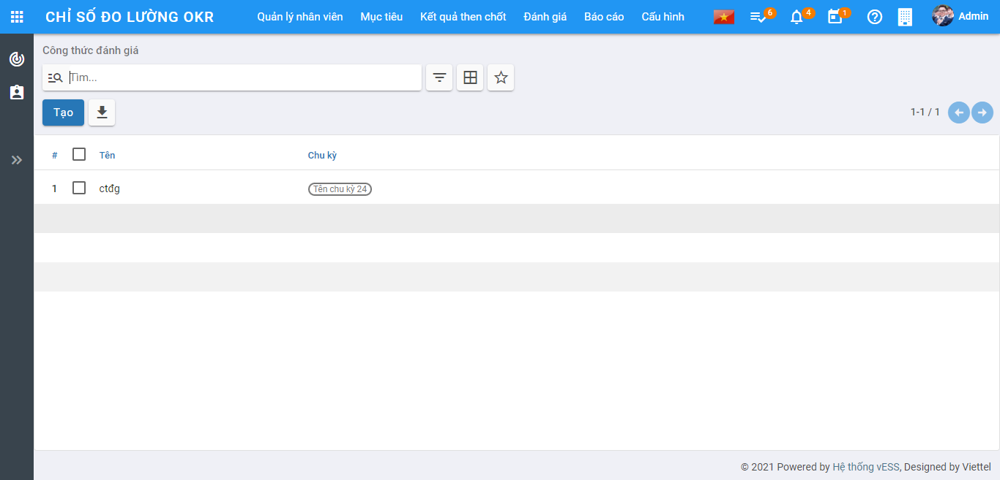 CHỈ SỐ ĐO LƯỜNG OKR Quản lý nhân viên Mục tiêu Kết quả then chốt Đánh giá Báo cáo Cấu hình 6 4 1 Admin
Công thức đánh giá
Tìm...
Tạo 1-1 / 1
# Tên Chu kỳ
1 ctđg Tên chu kỳ 24
© 2021 Powered by Hệ thống vESS, Designed by Viettel